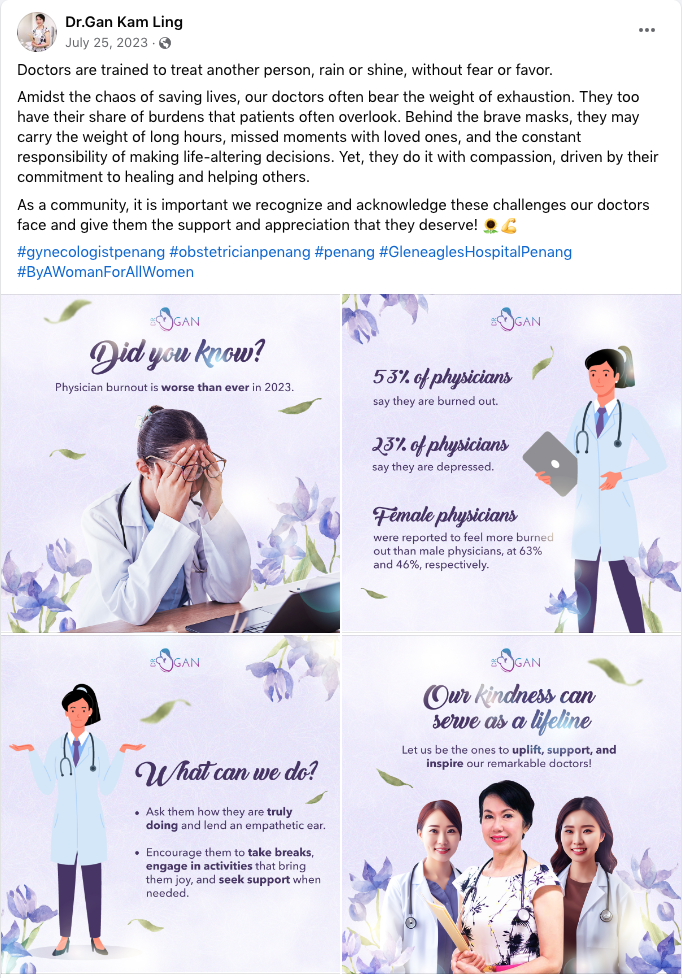 Dr.Gan Kam Ling
July 25, 2023 ·
Doctors are trained to treat another person, rain or shine, without fear or favor.
Amidst the chaos of saving lives, our doctors often bear the weight of exhaustion. They too
have their share of burdens that patients often overlook. Behind the brave masks, they may
carry the weight of long hours, missed moments with loved ones, and the constant
responsibility of making life-altering decisions. Yet, they do it with compassion, driven by their
commitment to healing and helping others.
As a community, it is important we recognize and acknowledge these challenges our doctors
face and give them the support and appreciation that they deserve! 🌻💪
#gynecologistpenang #obstetricianpenang #penang #GleneaglesHospitalPenang
#ByAWomanForAllWomen
DR GAN
Did you know?
Physician burnout is worse than ever in 2023.
DR GAN
53% of physicians
say they are burned out.
23% of physicians
say they are depressed.
Female physicians
were reported to feel more burned
out than male physicians, at 63%
and 46%, respectively.
DR GAN
What can we do?
• Ask them how they are truly
doing and lend an empathetic ear.
• Encourage them to take breaks,
engage in activities that bring
them joy, and seek support when
needed.
DR GAN
Our kindness can
serve as a lifeline
Let us be the ones to uplift, support, and
inspire our remarkable doctors!